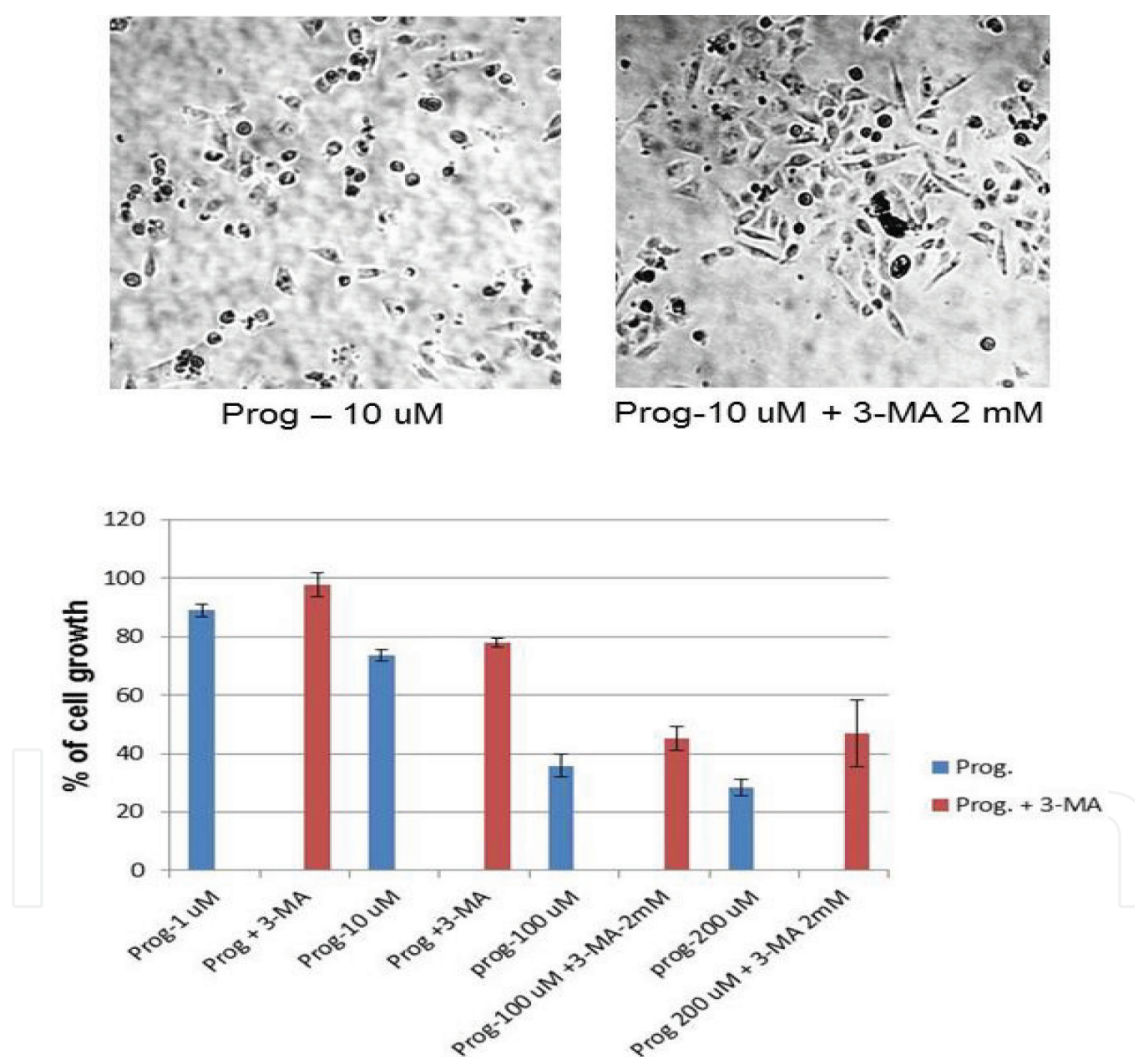 Prog – 10 uM
Prog-10 uM + 3-MA 2 mM
% of cell growth
120
100
80
60
40
20
0
Prog-1 uM
Prog + 3-MA
Prog-10 uM
Prog +3-MA
prog-100 uM
Prog-100 uM +3-MA-2mM
prog-200 uM
Prog 200 uM + 3-MA 2mM
Prog.
Prog. + 3-MA